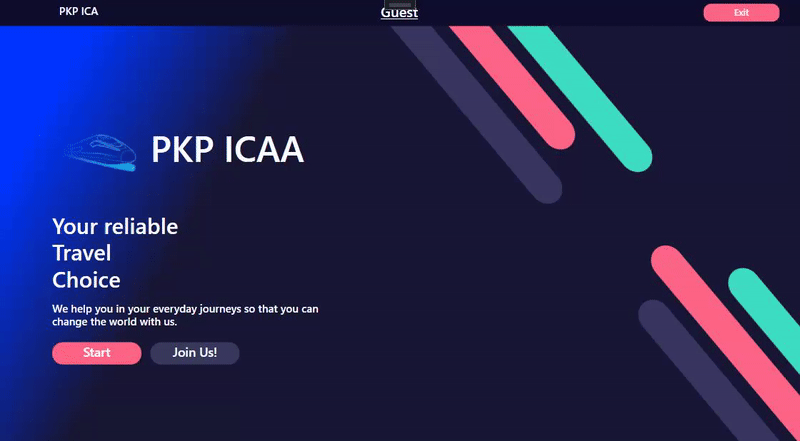 PKP ICA
Guest
Exit
PKP ICAA
Your reliable
Travel
Choice
We help you in your everyday journeys so that you can
change the world with us.
Start
Join Us!